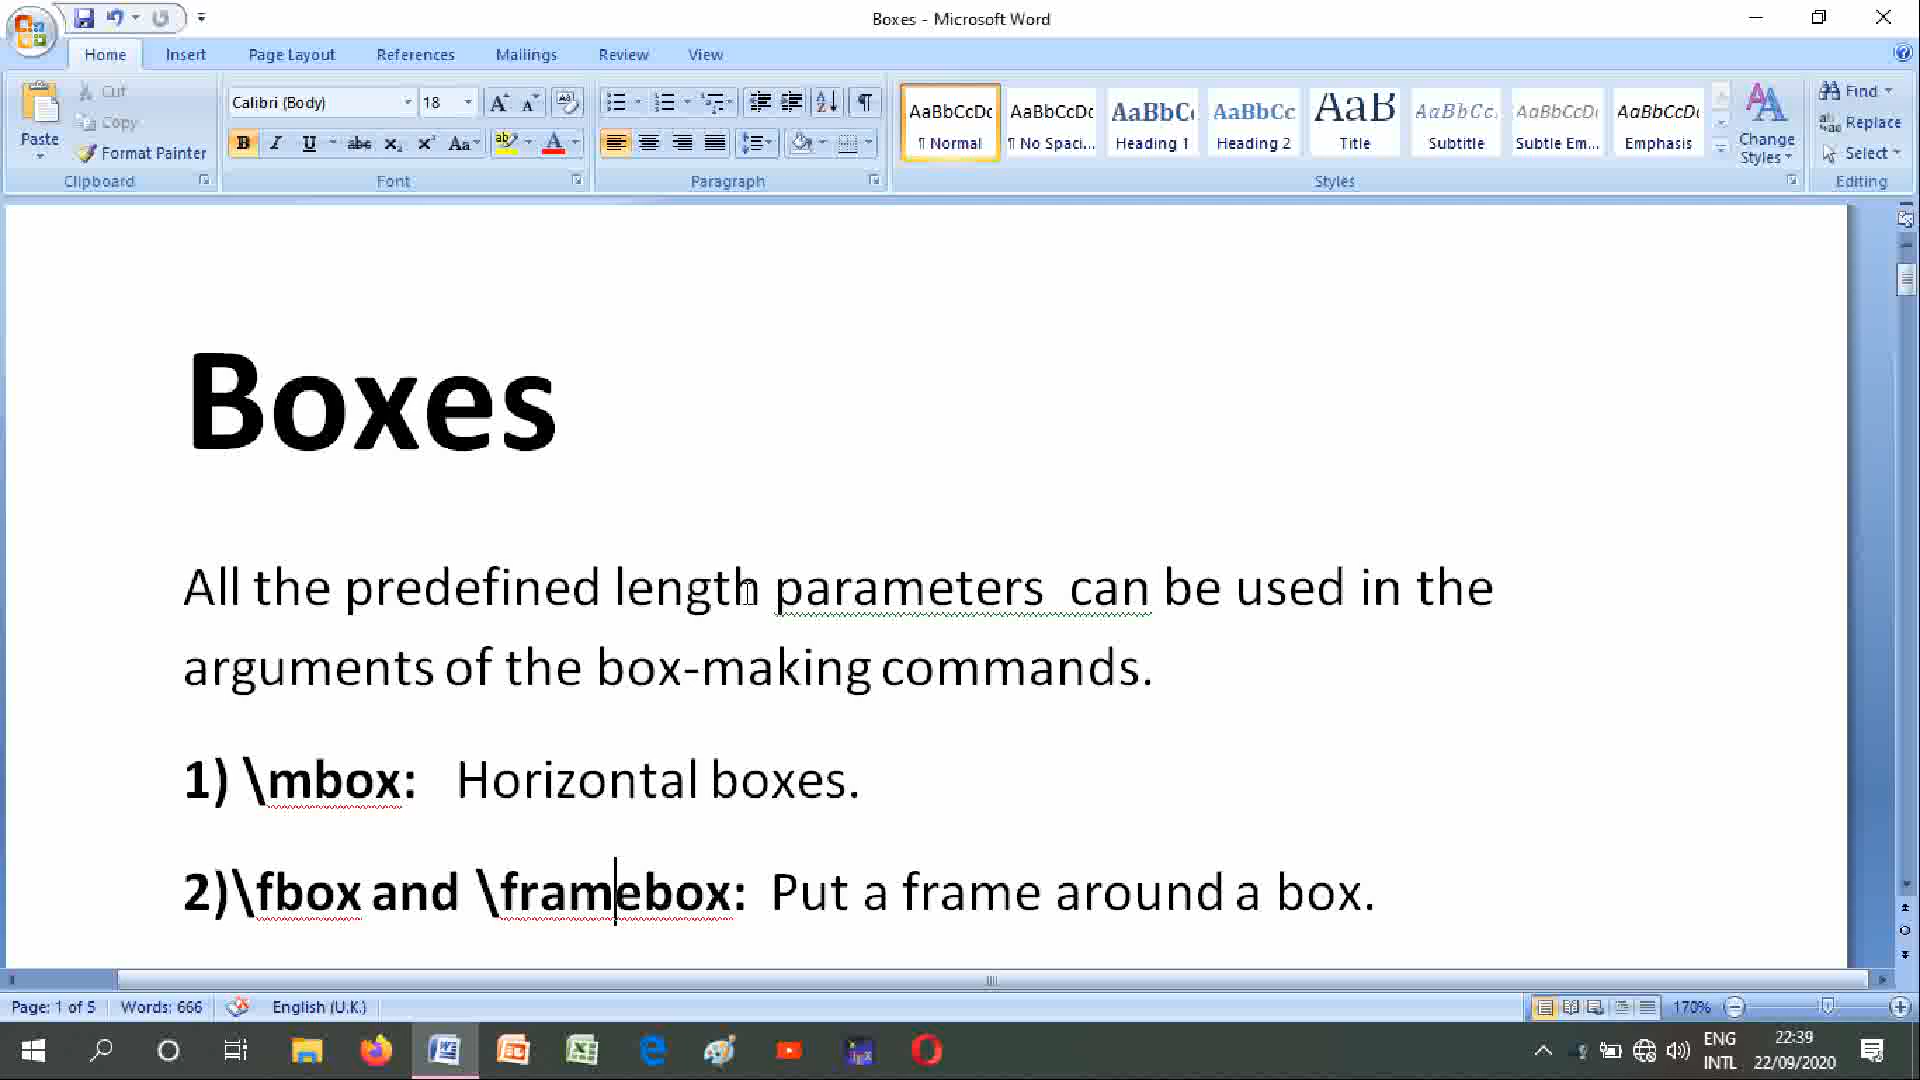 Boxes - Microsoft Word
Home Insert Page Layout References Mailings Review View
Paste
Cut
Copy
Format Painter
Clipboard
Calibri (Body) 18
Font
Paragraph
AaBbCcDc AaBbCcDc AaBbC AaBbCc AaB AaBbCc. AaBbCcDt AaBbCcDt
¶ Normal ¶ No Spaci... Heading 1 Heading 2 Title Subtitle Subtle Em... Emphasis
Change Styles
Styles
Find
Replace
Select
Editing
Boxes
All the predefined length parameters can be used in the
arguments of the box-making commands.
1) \mbox: Horizontal boxes.
2)\fbox and \framebox: Put a frame around a box.
Page: 1 of 5 Words: 666 English (U.K.) 170%
ENG 22:39
INTL 22/09/2020